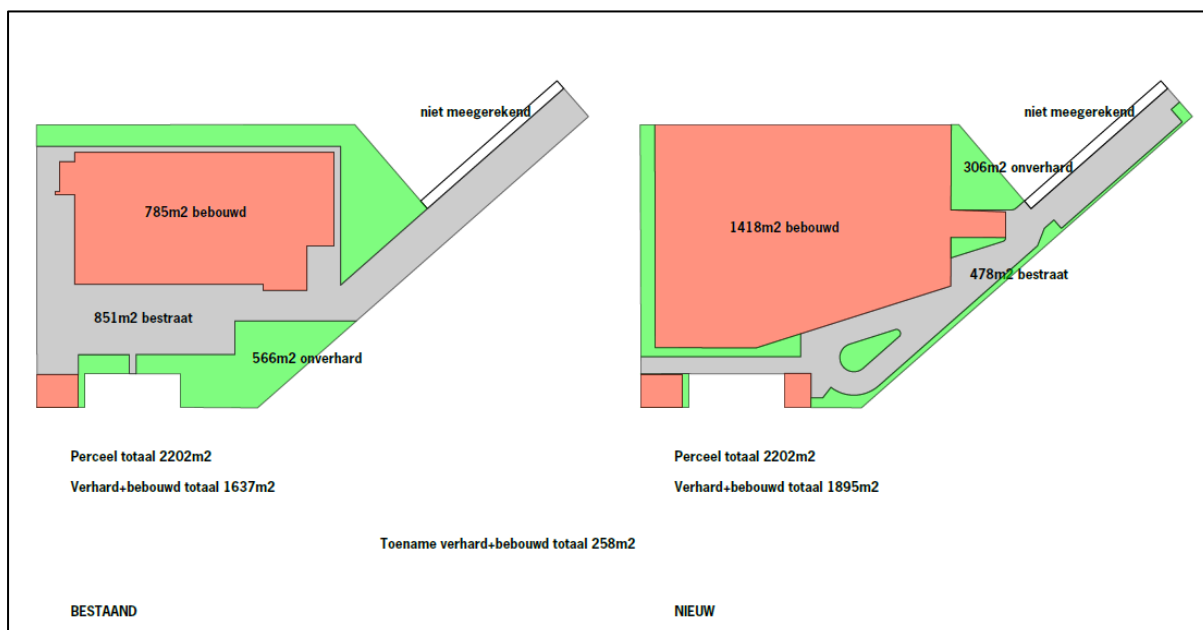 niet meegerekend
785m2 bebouwd
851m2 bestraat
566m2 onverhard
Perceel totaal 2202m2
Verhard+bebouwd totaal 1637m2
niet meegerekend
306m2 onverhard
1418m2 bebouwd
478m2 bestraat
Perceel totaal 2202m2
Verhard+bebouwd totaal 1895m2
Toename verhard+bebouwd totaal 258m2
BESTAAND
NIEUW